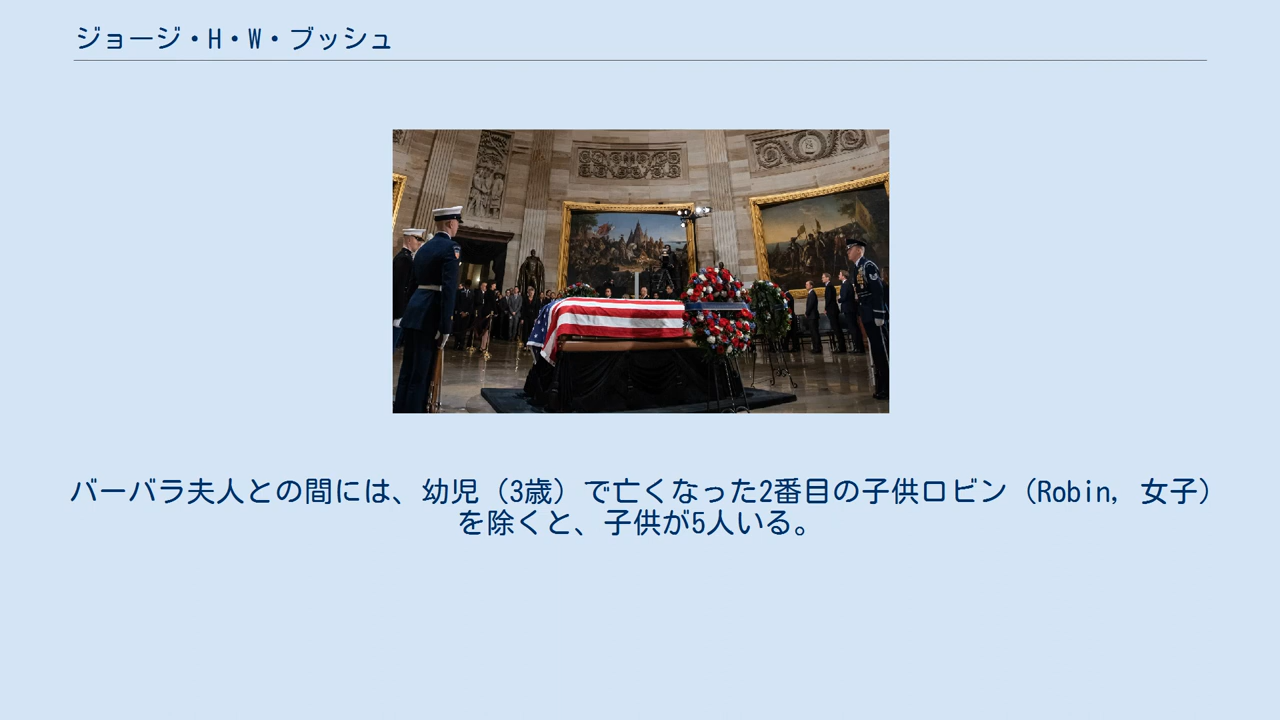 ジョージ・H・W・ブッシュ
バーバラ夫人との間には、幼児（3歳）で亡くなった2番目の子供ロビン（Robin, 女子）
を除くと、子供が5人いる。